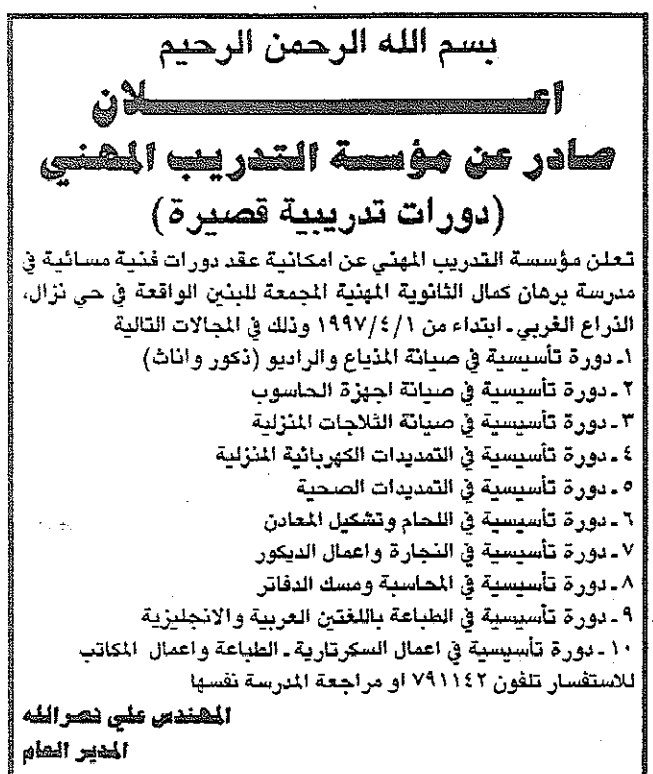 بسم الله الرحمن الرحيم
اعـــــــــــــلان
صادر عن مؤسسة التدريب المهني
(دورات تدريبية قصيرة)
تعلن مؤسسة التدريب المهني عن امكانية عقد دورات فنية مسائية في
مدرسة برهان كمال الثانوية المهنية المجمعة للبنين الواقعة في حي نزال،
الذراع الغربي ـ ابتداء من ١٩٩٧/٤/١ وذلك في المجالات التالية
١ـ دورة تأسيسية في صيانة المذياع والراديو (ذكور واناث)
٢ ـ دورة تأسيسية في صيانة اجهزة الحاسوب
٣ ـ دورة تأسيسية في صيانة الثلاجات المنزلية
٤ ـ دورة تأسيسية في التمديدات الكهربائية المنزلية
٥ ـ دورة تأسيسية في التمديدات الصحية
٦ ـ دورة تأسيسية في اللحام وتشكيل المعادن
٧ ـ دورة تأسيسية في النجارة واعمال الديكور
٨ ـ دورة تأسيسية في المحاسبة ومسك الدفاتر
٩ ـ دورة تأسيسية في الطباعة باللغتين العربية والانجليزية
١٠ ـ دورة تأسيسية في اعمال السكرتارية ـ الطباعة واعمال المكاتب
للاستفسار تلفون ٧٩١١٤٢ او مراجعة المدرسة نفسها
المهندس علي نصرالله
المدير العام